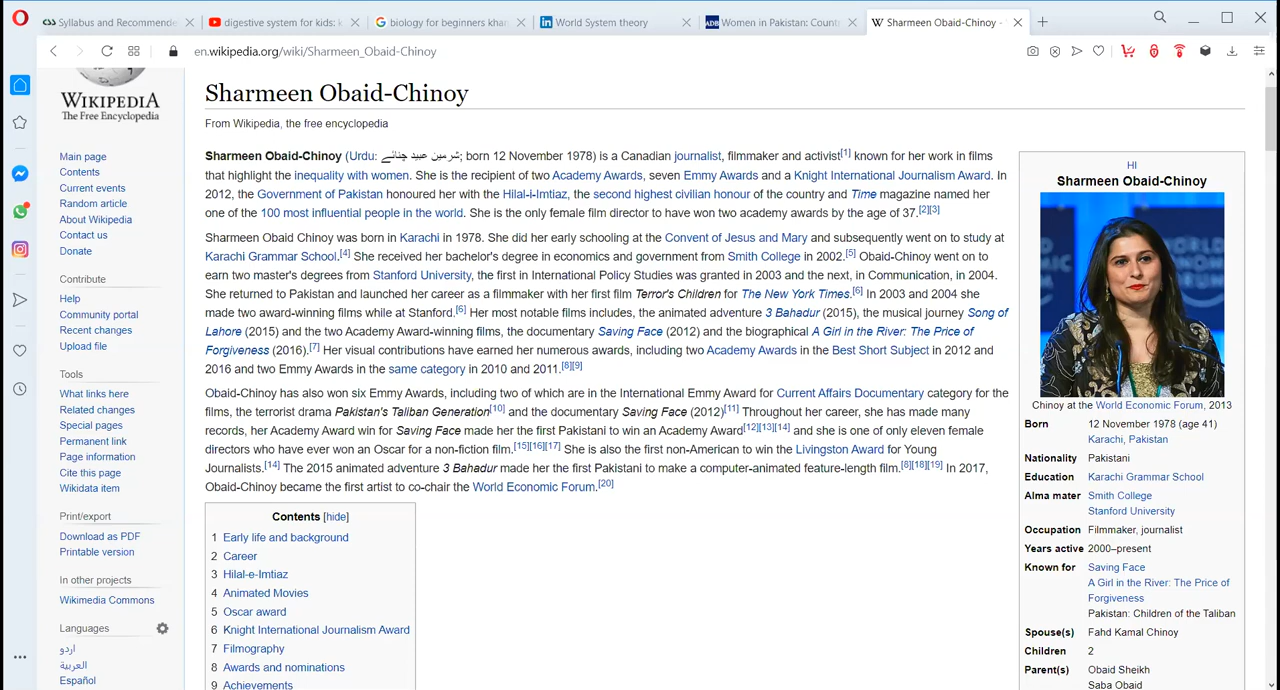 Syllabus and Recommende
digestive system for kids: k
biology for beginners khan
World System theory
ADB
Women in Pakistan: Count
W Sharmeen Obaid-Chinoy -
en.wikipedia.org/wiki/Sharmeen_Obaid-Chinoy
WIKIPEDIA
The Free Encyclopedia
Main page
Contents
Current events
Random article
About Wikipedia
Contact us
Donate
Contribute
Help
Community portal
Recent changes
Upload file
Tools
What links here
Related changes
Special pages
Permanent link
Page information
Cite this page
Wikidata item
Print/export
Download as PDF
Printable version
In other projects
Wikimedia Commons
Languages
اردو
العربية
Español
Sharmeen Obaid-Chinoy
From Wikipedia, the free encyclopedia
Sharmeen Obaid-Chinoy (Urdu: شرمین عبید چنائے; born 12 November 1978) is a Canadian journalist, filmmaker and activist[1] known for her work in films
that highlight the inequality with women. She is the recipient of two Academy Awards, seven Emmy Awards and a Knight International Journalism Award. In
2012, the Government of Pakistan honoured her with the Hilal-i-Imtiaz, the second highest civilian honour of the country and Time magazine named her
one of the 100 most influential people in the world. She is the only female film director to have won two academy awards by the age of 37.[2][3]
Sharmeen Obaid Chinoy was born in Karachi in 1978. She did her early schooling at the Convent of Jesus and Mary and subsequently went on to study at
Karachi Grammar School.[4] She received her bachelor's degree in economics and government from Smith College in 2002.[5] Obaid-Chinoy went on to
earn two master's degrees from Stanford University, the first in International Policy Studies was granted in 2003 and the next, in Communication, in 2004.
She returned to Pakistan and launched her career as a filmmaker with her first film Terror's Children for The New York Times.[6] In 2003 and 2004 she
made two award-winning films while at Stanford.[6] Her most notable films includes, the animated adventure 3 Bahadur (2015), the musical journey Song of
Lahore (2015) and the two Academy Award-winning films, the documentary Saving Face (2012) and the biographical A Girl in the River: The Price of
Forgiveness (2016).[7] Her visual contributions have earned her numerous awards, including two Academy Awards in the Best Short Subject in 2012 and
2016 and two Emmy Awards in the same category in 2010 and 2011.[8][9]
Obaid-Chinoy has also won six Emmy Awards, including two of which are in the International Emmy Award for Current Affairs Documentary category for the
films, the terrorist drama Pakistan's Taliban Generation[10] and the documentary Saving Face (2012)[11] Throughout her career, she has made many
records, her Academy Award win for Saving Face made her the first Pakistani to win an Academy Award[12][13][14] and she is one of only eleven female
directors who have ever won an Oscar for a non-fiction film.[15][16][17] She is also the first non-American to win the Livingston Award for Young
Journalists.[14] The 2015 animated adventure 3 Bahadur made her the first Pakistani to make a computer-animated feature-length film.[8][18][19] In 2017,
Obaid-Chinoy became the first artist to co-chair the World Economic Forum.[20]
Contents [hide]
1 Early life and background
2 Career
3 Hilal-e-Imtiaz
4 Animated Movies
5 Oscar award
6 Knight International Journalism Award
7 Filmography
8 Awards and nominations
9 Achievements
HI
Sharmeen Obaid-Chinoy
Chinoy at the World Economic Forum, 2013
Born 12 November 1978 (age 41)
Karachi, Pakistan
Nationality Pakistani
Education Karachi Grammar School
Alma mater Smith College
Stanford University
Occupation Filmmaker, journalist
Years active 2000–present
Known for Saving Face
A Girl in the River: The Price of
Forgiveness
Pakistan: Children of the Taliban
Spouse(s) Fahd Kamal Chinoy
Children 2
Parent(s) Obaid Sheikh
Saba Obaid